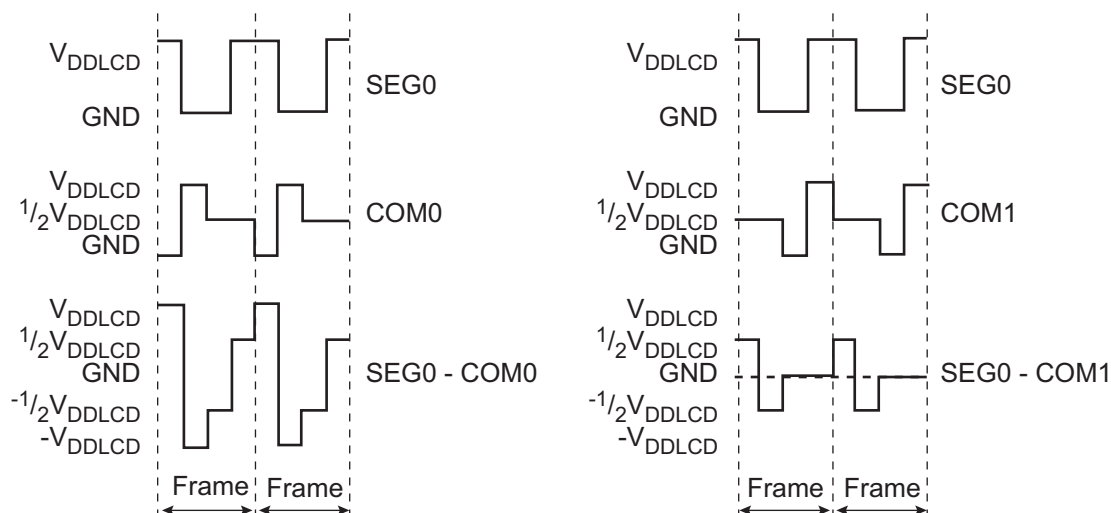 V_DDLCD
GND
SEG0
V_DDLCD
1/2V_DDLCD
GND
COM0
V_DDLCD
1/2V_DDLCD
GND
-1/2V_DDLCD
-V_DDLCD
SEG0 - COM0
Frame Frame
V_DDLCD
GND
SEG0
V_DDLCD
1/2V_DDLCD
GND
COM1
V_DDLCD
1/2V_DDLCD
GND
-1/2V_DDLCD
-V_DDLCD
SEG0 - COM1
Frame Frame